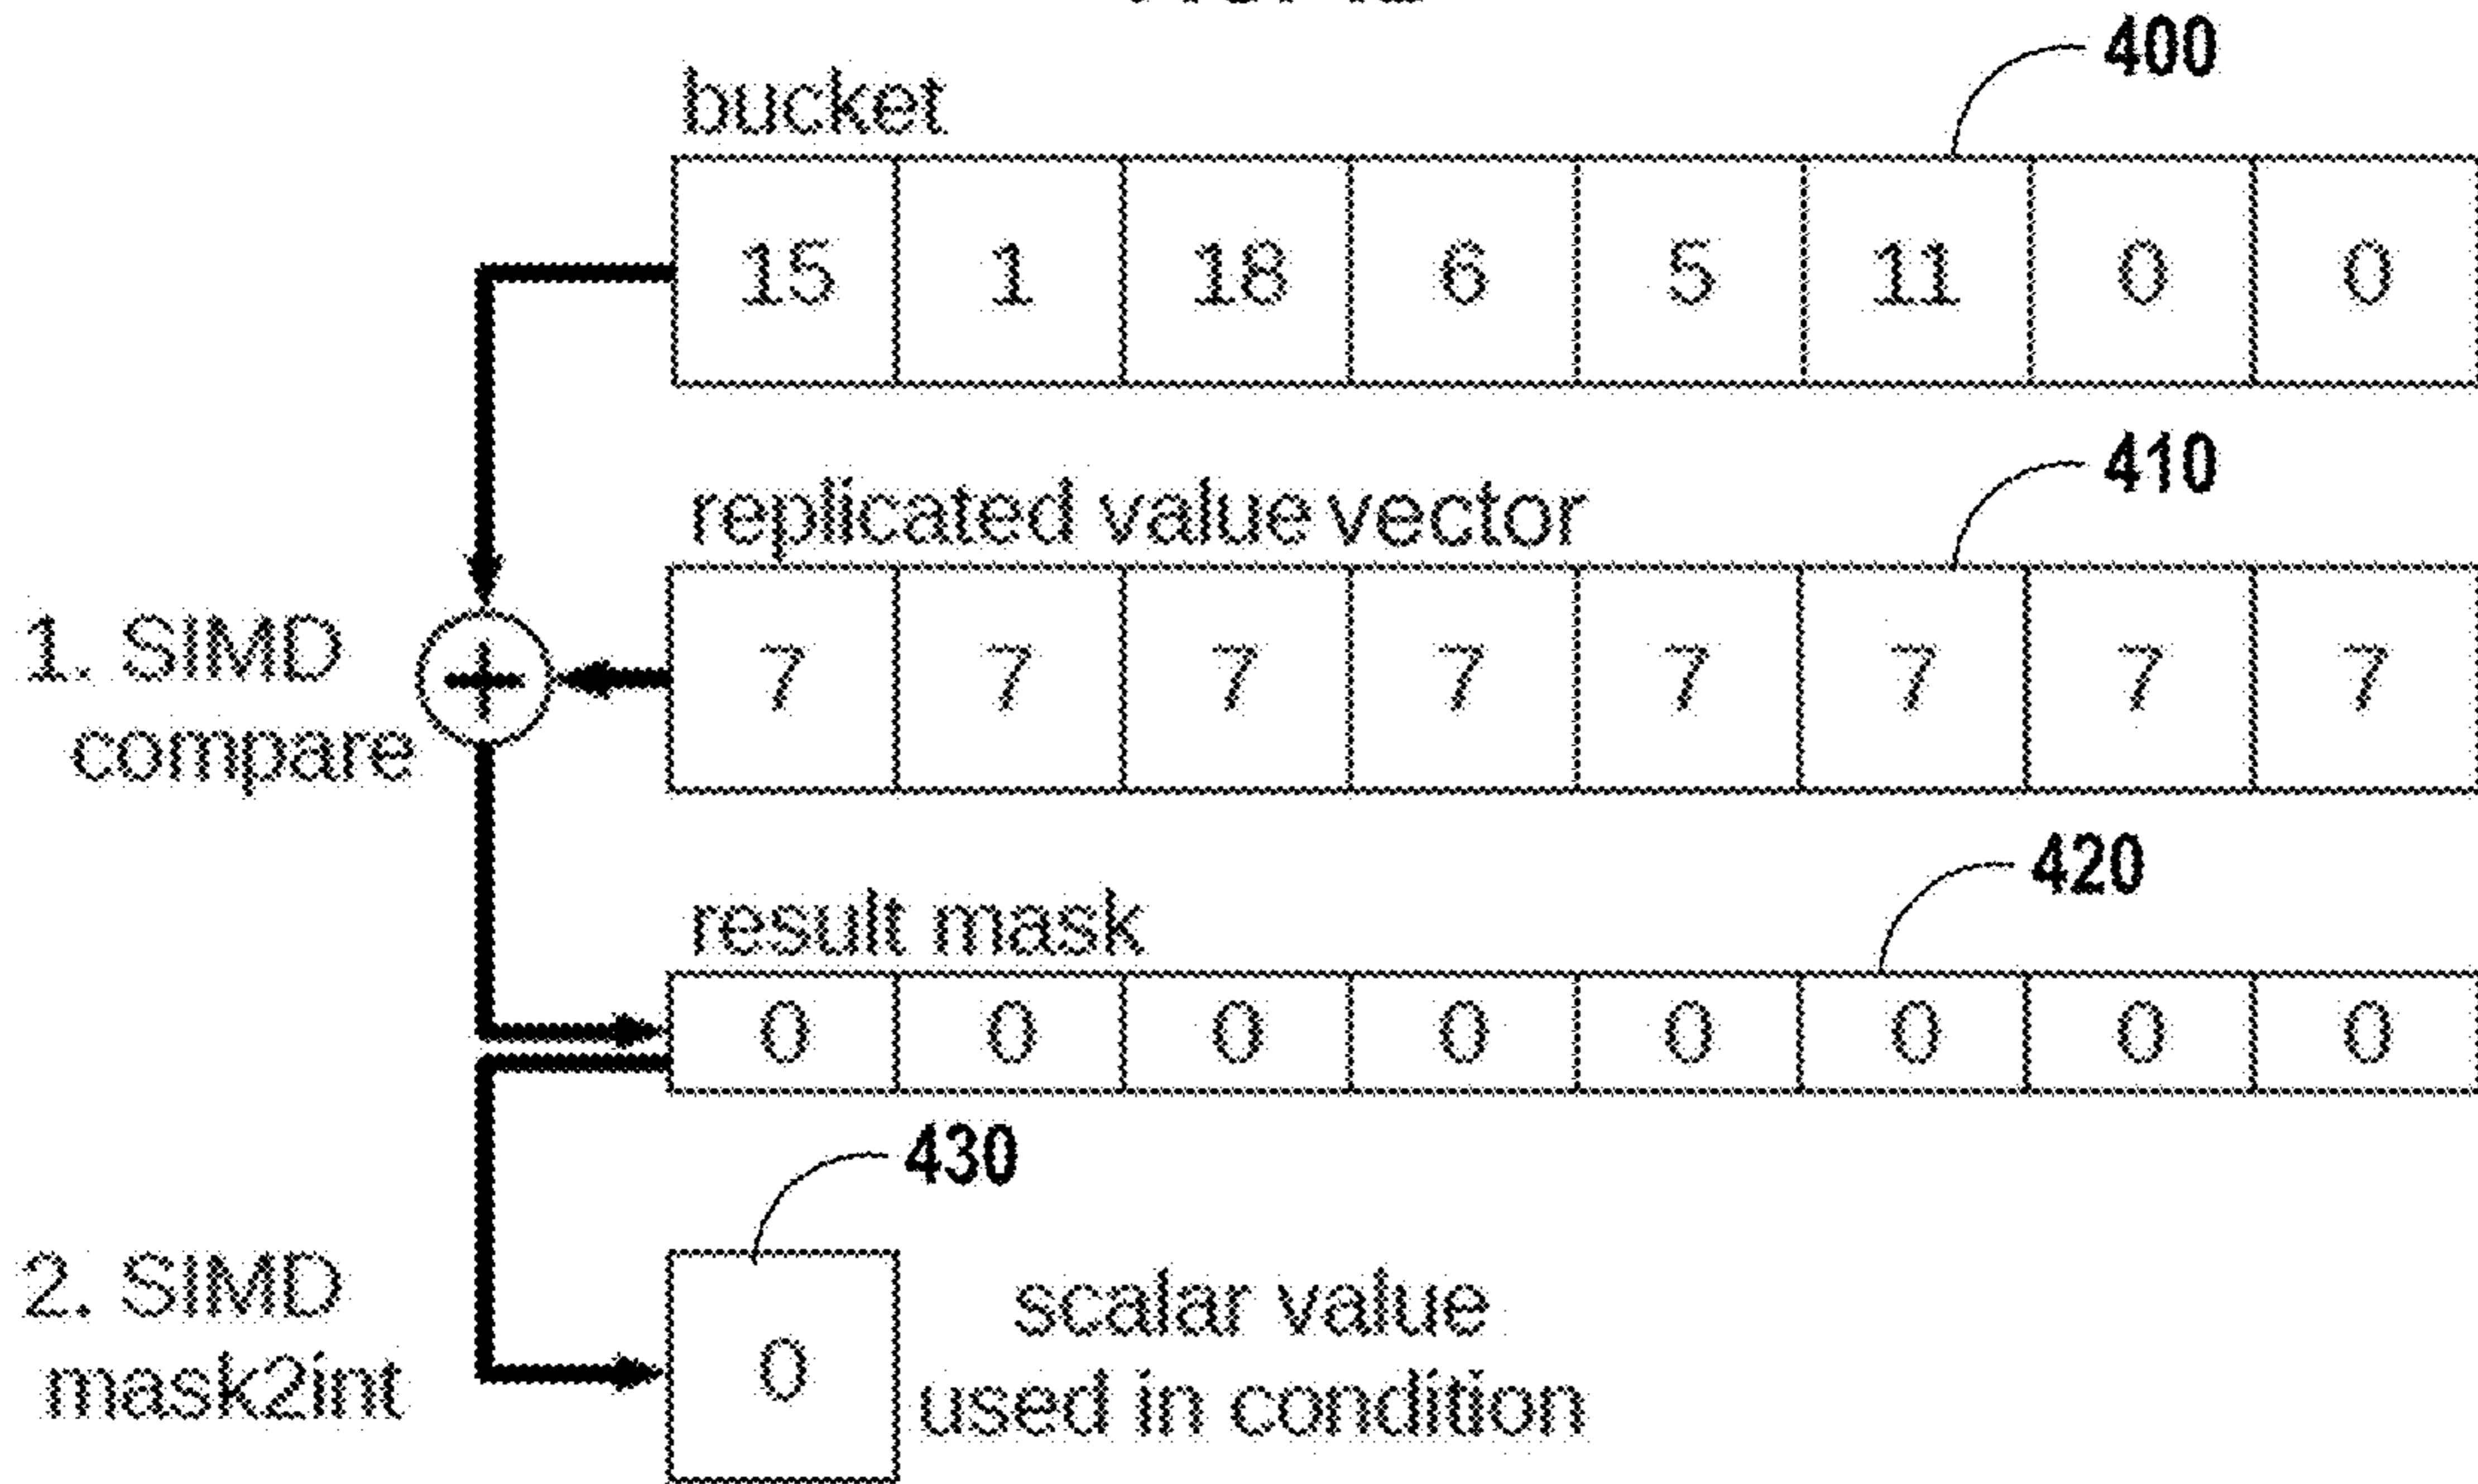 400
bucket
15 1 18 6 5 11 0 0
410
replicated value vector
1. SIMD
compare
7 7 7 7 7 7 7 7
420
result mask
0 0 0 0 0 0 0 0
430
2. SIMD
mask2int
0
scalar value
used in condition